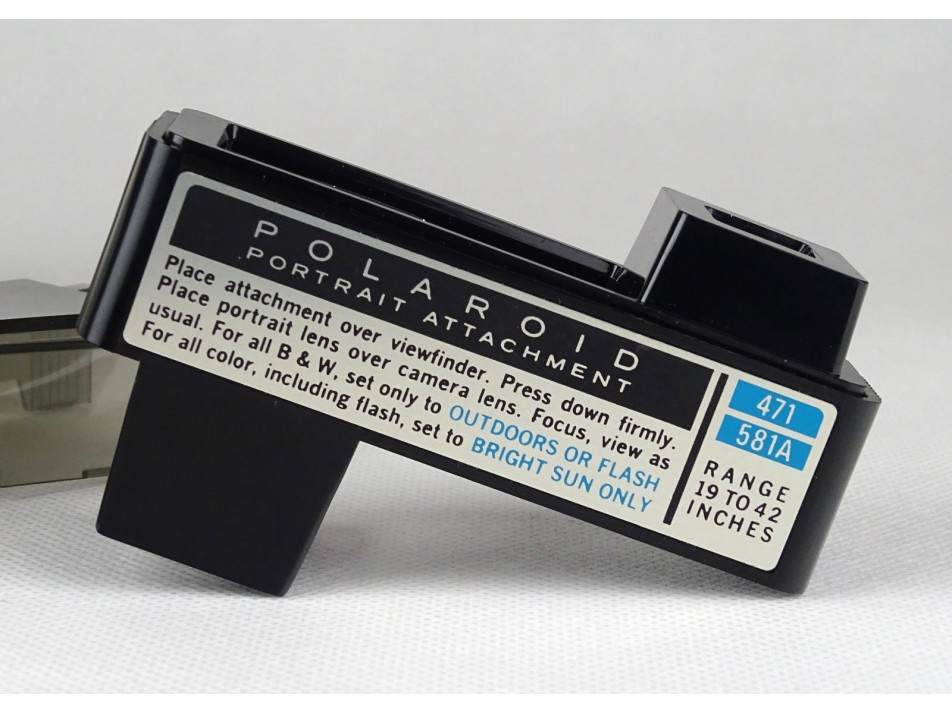 POLAROID
PORTRAIT ATTACHMENT
Place attachment over viewfinder. Press down firmly.
Place portrait lens over camera lens. Focus, view as
usual. For all B & W, set only to OUTDOORS OR FLASH
For all color, including flash, set to BRIGHT SUN ONLY
471
581A
RANGE
19 TO 42
INCHES